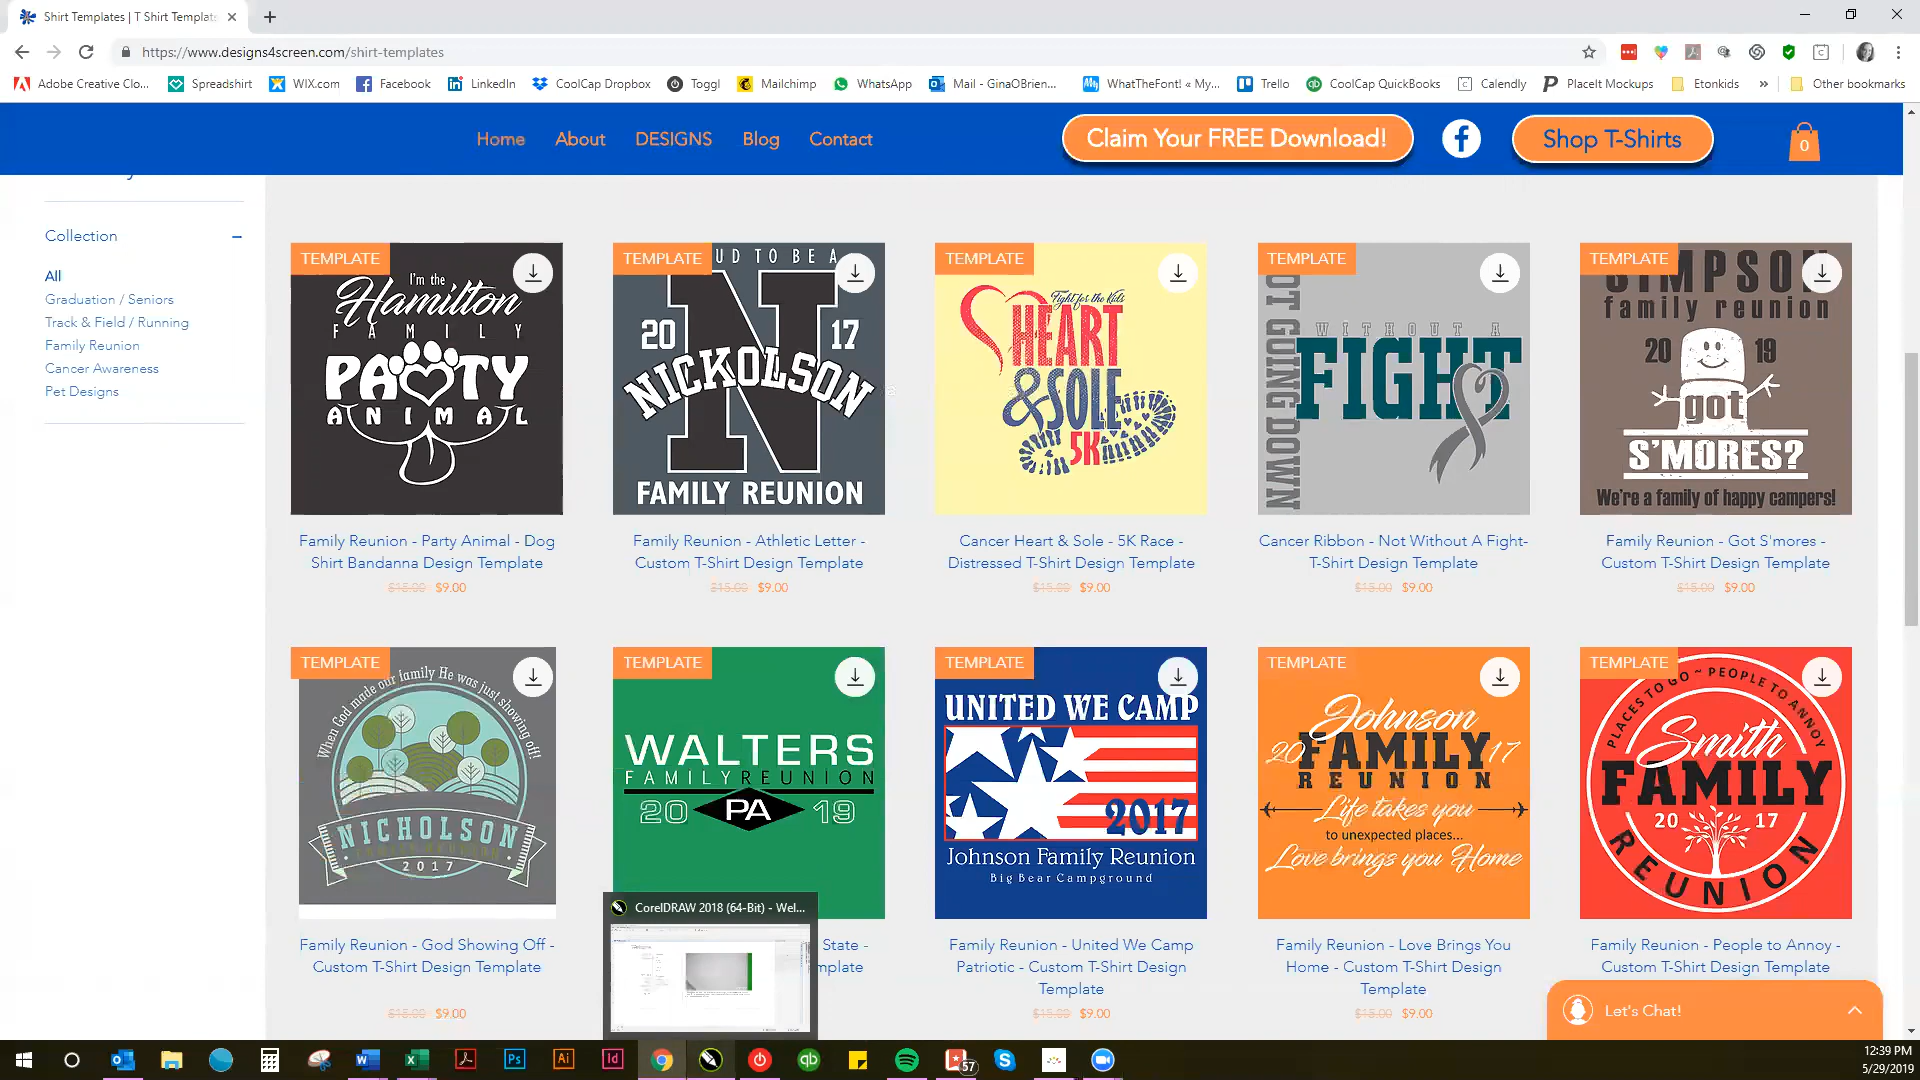 Shirt Templates | T Shirt Templat
https://www.designs4screen.com/shirt-templates
Adobe Creative Clo...
Spreadshirt
WIX.com
Facebook
LinkedIn
CoolCap Dropbox
Toggl
Mailchimp
WhatsApp
Mail - GinaOBrien...
WhatTheFont! « My...
Trello
CoolCap QuickBooks
Calendly
PlaceIt Mockups
Etonkids
Other bookmarks
Home
About
DESIGNS
Blog
Contact
Claim Your FREE Download!
Shop T-Shirts
0
Collection
All
Graduation / Seniors
Track & Field / Running
Family Reunion
Cancer Awareness
Pet Designs
TEMPLATE
I'm the
Hamilton
FAMILY
PARTY
ANIMAL
Family Reunion - Party Animal - Dog
Shirt Bandanna Design Template
$15.00 $9.00
TEMPLATE
UD TO BE A
N
20 17
NICKOLSON
FAMILY REUNION
Family Reunion - Athletic Letter -
Custom T-Shirt Design Template
$15.00 $9.00
TEMPLATE
Fight for the Kids
HEART
& SOLE
5K
Cancer Heart & Sole - 5K Race -
Distressed T-Shirt Design Template
$15.00 $9.00
TEMPLATE
OT GOING DOWN
WITHOUT A
FIGHT
Cancer Ribbon - Not Without A Fight-
T-Shirt Design Template
$15.00 $9.00
TEMPLATE
SIMPSON
family reunion
20 19
got
S'MORES?
We're a family of happy campers!
Family Reunion - Got S'mores -
Custom T-Shirt Design Template
$15.00 $9.00
TEMPLATE
When God made our family He was just showing off!
NICHOLSON
FAMILY REUNION
2017
Family Reunion - God Showing Off -
Custom T-Shirt Design Template
$15.00 $9.00
TEMPLATE
WALTERS
FAMILYREUNION
20 PA 19
State -
mplate
TEMPLATE
UNITED WE CAMP
2017
Johnson Family Reunion
Big Bear Campground
Family Reunion - United We Camp
Patriotic - Custom T-Shirt Design
Template
$15.00 $9.00
TEMPLATE
Johnson
20 FAMILY 17
REUNION
Life takes you
to unexpected places...
Love brings you Home
Family Reunion - Love Brings You
Home - Custom T-Shirt Design
Template
$15.00 $9.00
TEMPLATE
PLACES TO GO ~ PEOPLE TO ANNOY
Smith
FAMILY
20 17
REUNION
Family Reunion - People to Annoy -
Custom T-Shirt Design Template
CorelDRAW 2018 (64-Bit) - Wel...
Let's Chat!
57
12:39 PM
5/29/2019